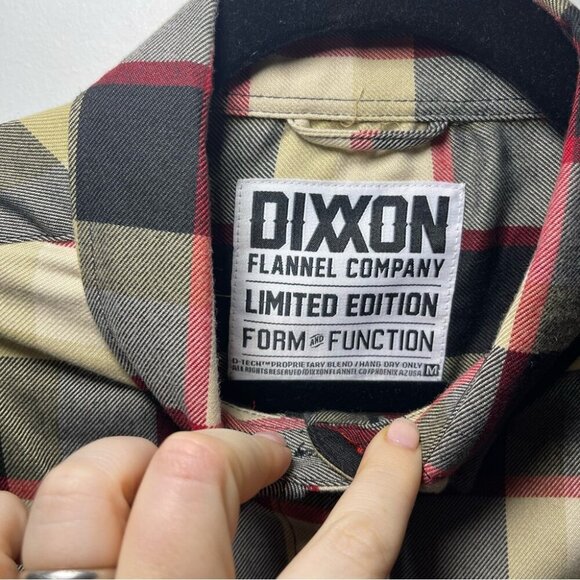 DIXXON
FLANNEL COMPANY
LIMITED EDITION
FORM AND FUNCTION
D-TECH™ PROPRIETARY BLEND / HANG DRY ONLY
ALL RIGHTS RESERVED ©DIXXON FLANNEL CO/PHOENIX AZ USA M